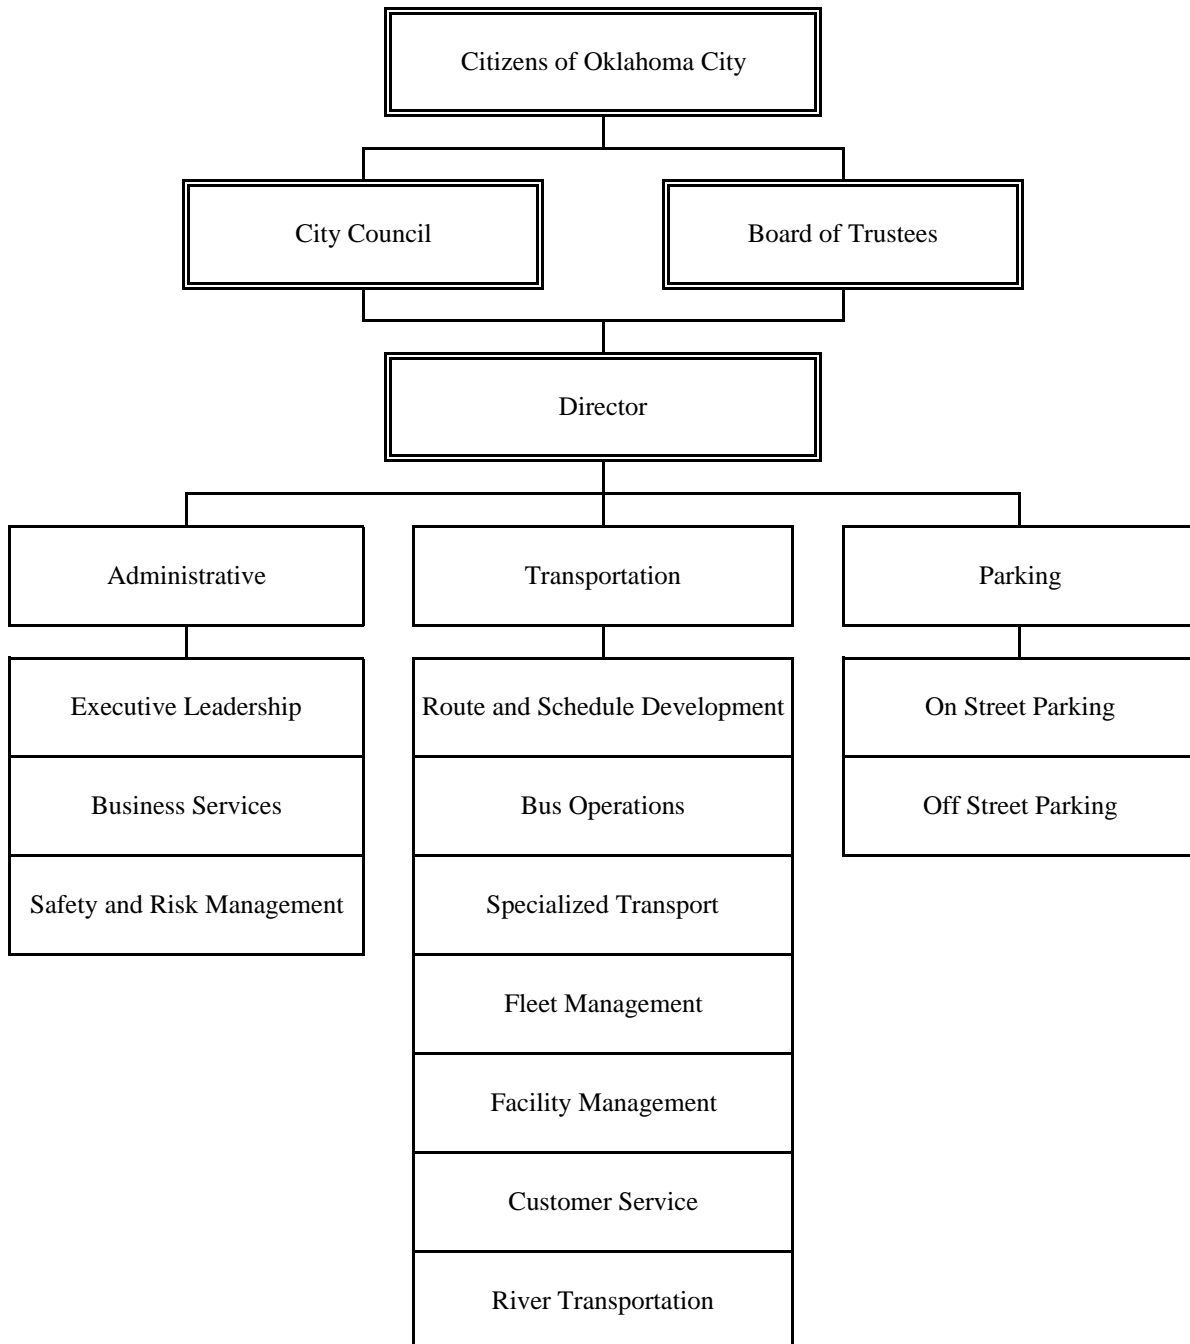 Citizens of Oklahoma City
City Council
Board of Trustees
Director
Administrative
Transportation
Parking
Executive Leadership
Route and Schedule Development
On Street Parking
Business Services
Bus Operations
Off Street Parking
Safety and Risk Management
Specialized Transport
Fleet Management
Facility Management
Customer Service
River Transportation